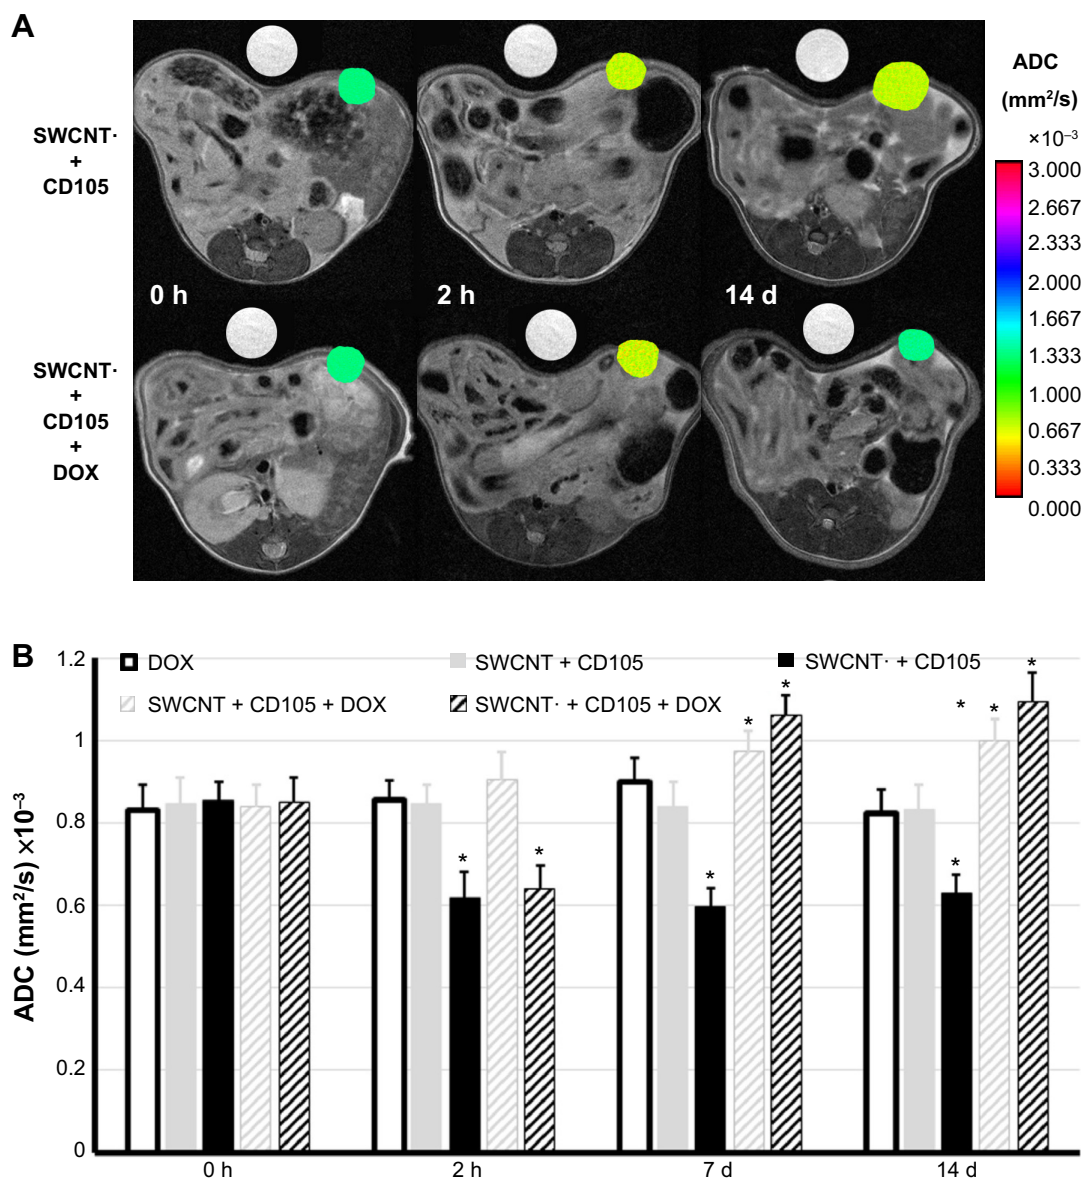 A
SWCNT·
+
CD105
0 h
2 h
14 d
SWCNT·
+
CD105
+
DOX
ADC
(mm²/s)
×10⁻³
3.000
2.667
2.333
2.000
1.667
1.333
1.000
0.667
0.333
0.000
B
DOX
SWCNT + CD105
SWCNT· + CD105
SWCNT + CD105 + DOX
SWCNT· + CD105 + DOX
ADC (mm²/s) ×10⁻³
1.2
1
0.8
0.6
0.4
0.2
0
* * * * * * * * *
0 h
2 h
7 d
14 d